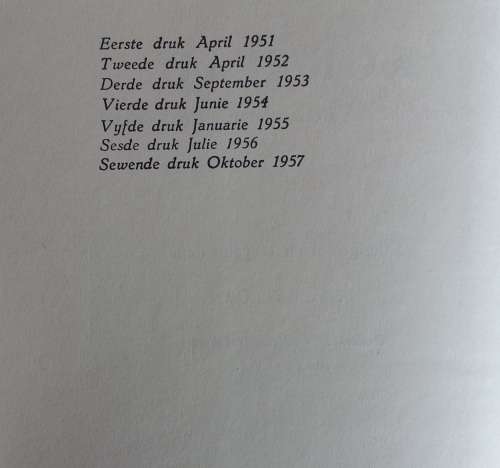 Eerste druk April 1951
Tweede druk April 1952
Derde druk September 1953
Vierde druk Junie 1954
Vyfde druk Januarie 1955
Sesde druk Julie 1956
Sewende druk Oktober 1957